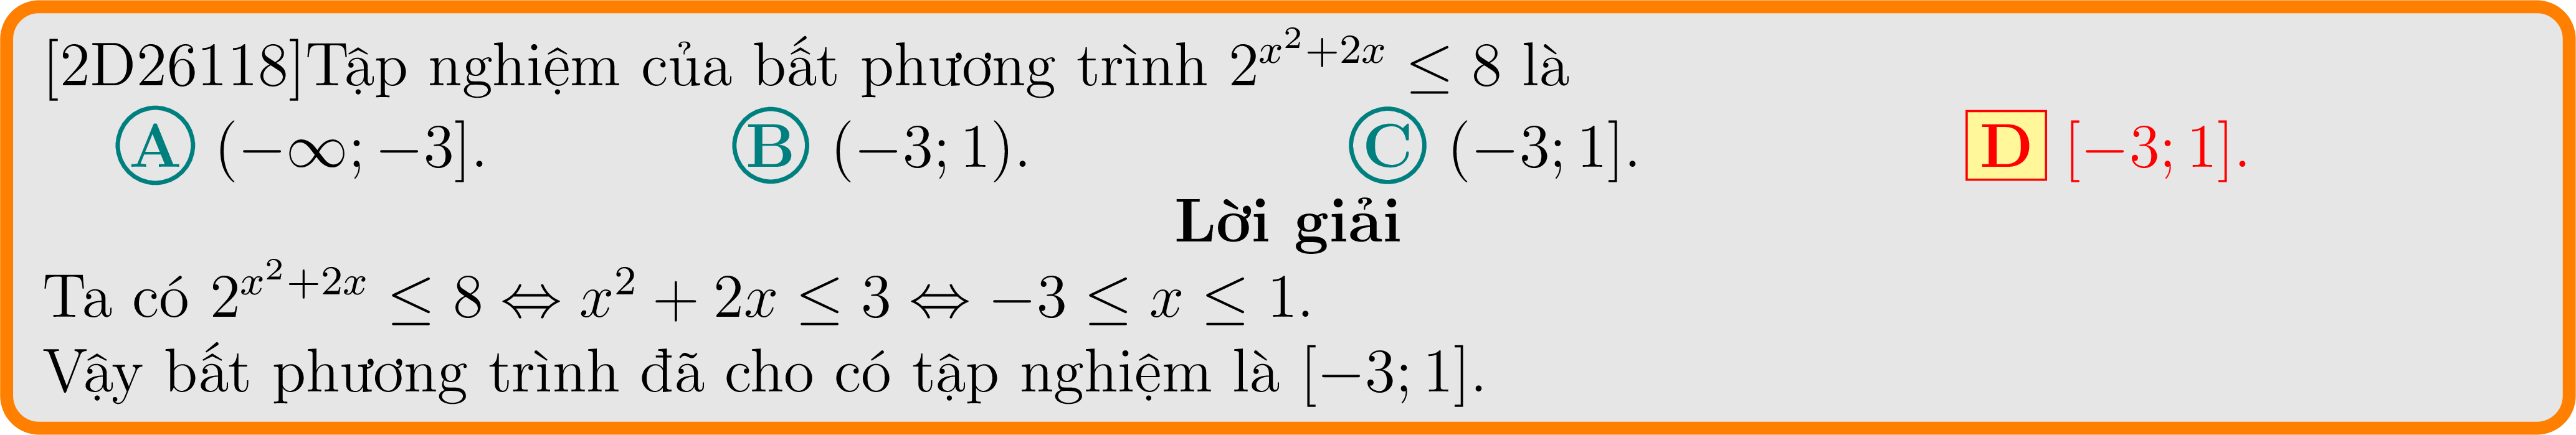 [2D26118]Tập nghiệm của bất phương trình $2^{x^2+2x} \leq 8$ là
A $(-\infty; -3]$. B $(-3; 1)$. C $(-3; 1]$. D $[-3; 1]$.
Lời giải
Ta có $2^{x^2+2x} \leq 8 \Leftrightarrow x^2 + 2x \leq 3 \Leftrightarrow -3 \leq x \leq 1$.
Vậy bất phương trình đã cho có tập nghiệm là $[-3; 1]$.